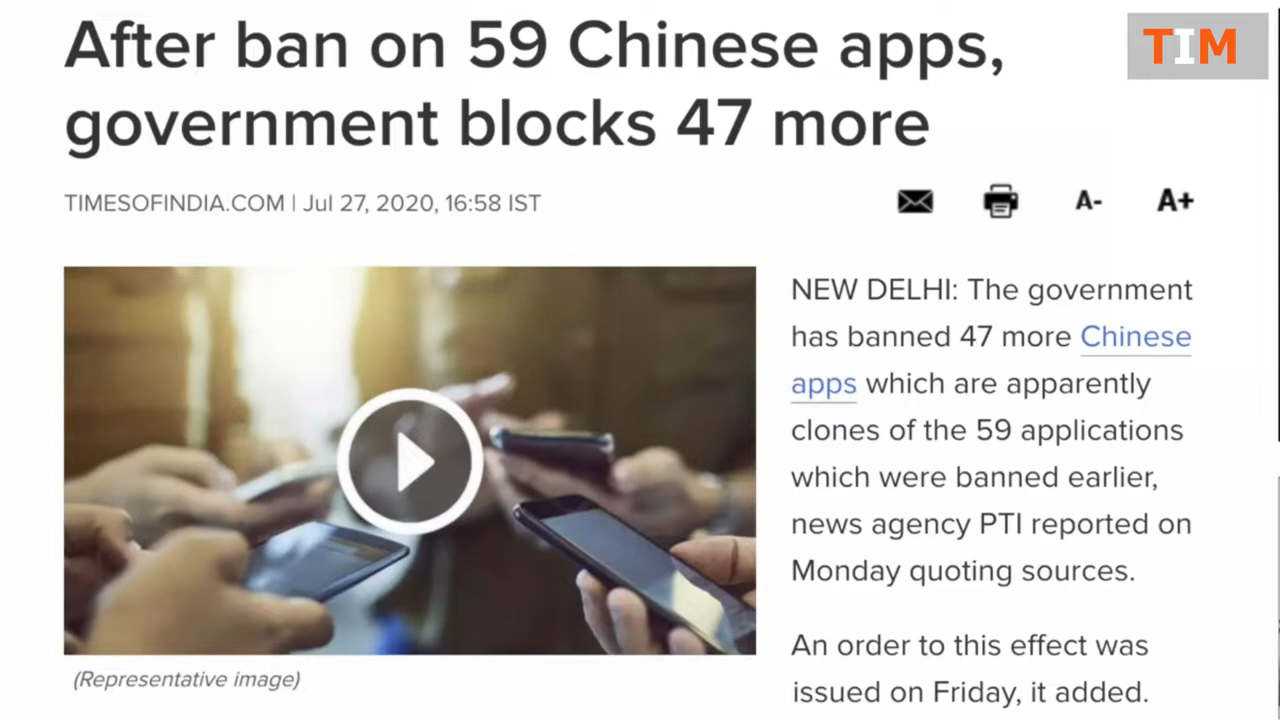 After ban on 59 Chinese apps,
government blocks 47 more
TIM
TIMESOFINDIA.COM | Jul 27, 2020, 16:58 IST
A-
A+
NEW DELHI: The government
has banned 47 more Chinese
apps which are apparently
clones of the 59 applications
which were banned earlier,
news agency PTI reported on
Monday quoting sources.
An order to this effect was
issued on Friday, it added.
(Representative image)